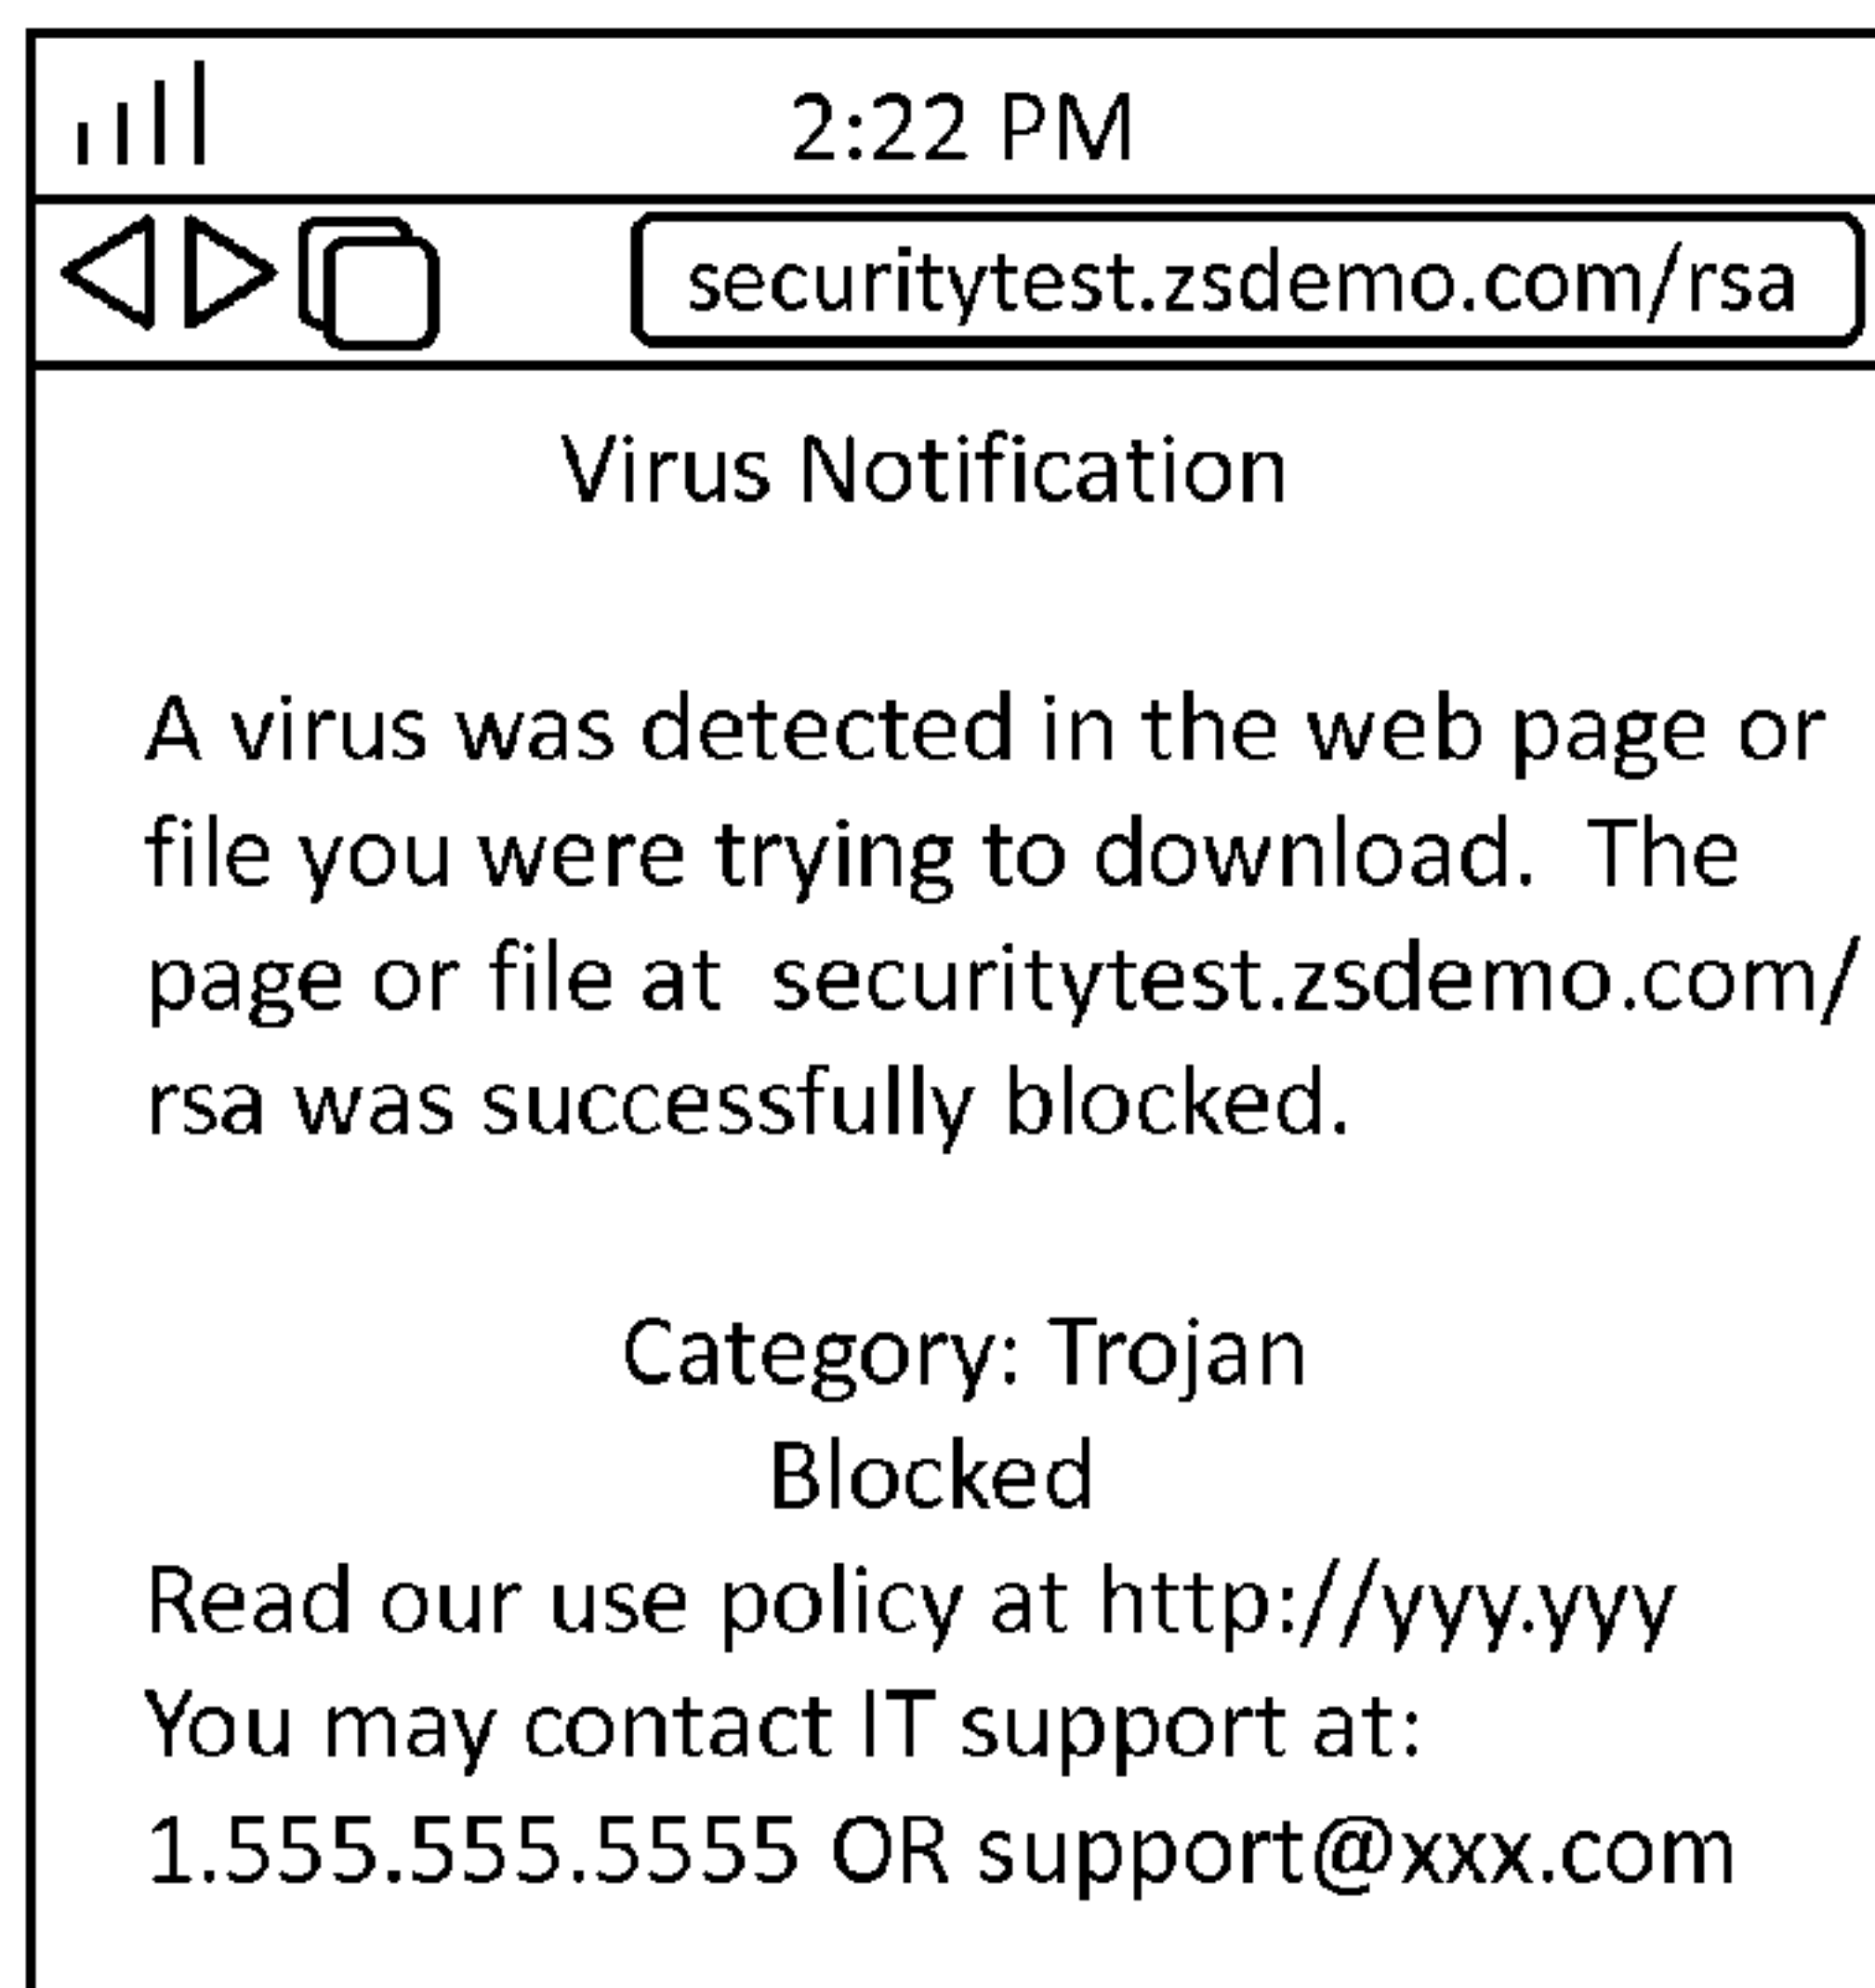 2:22 PM
securitytest.zsdemo.com/rsa
Virus Notification
A virus was detected in the web page or
file you were trying to download.  The
page or file at  securitytest.zsdemo.com/
rsa was successfully blocked.
Category: Trojan
Blocked
Read our use policy at http://yyy.yyy
You may contact IT support at:
1.555.555.5555 OR support@xxx.com